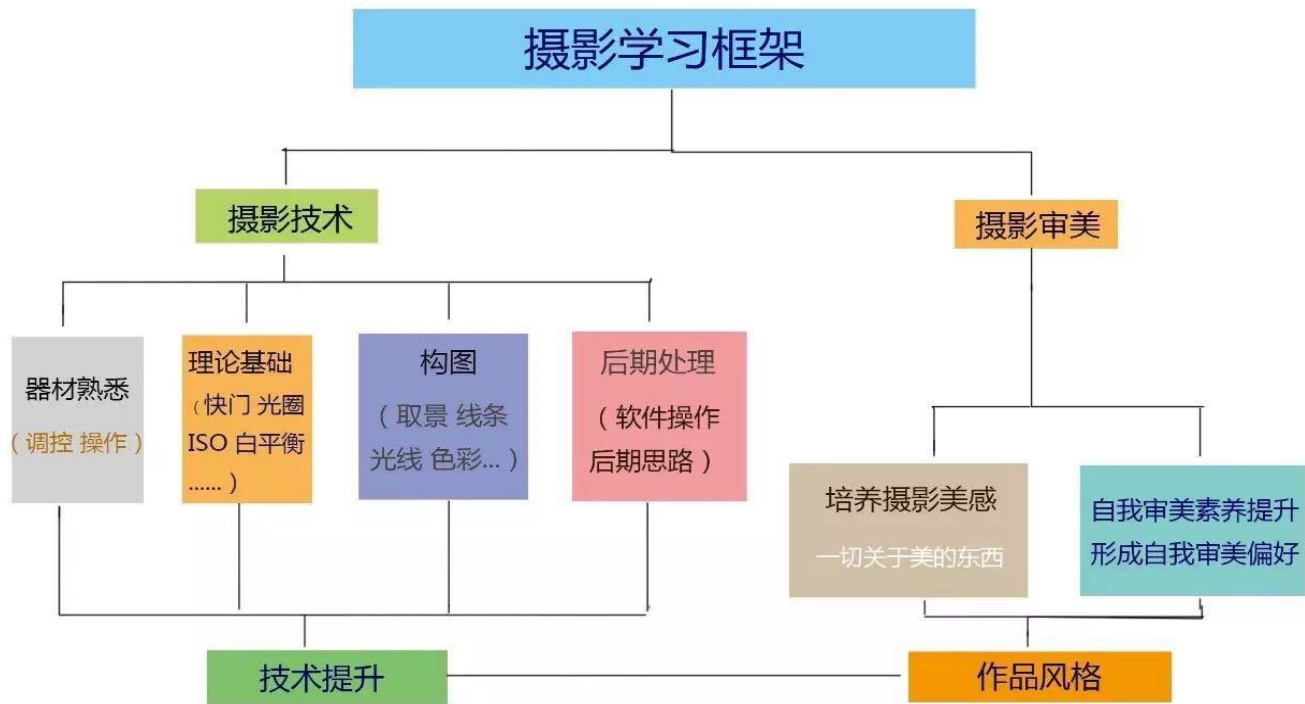 摄影学习框架
摄影技术
摄影审美
器材熟悉
（调控 操作）
理论基础
（快门 光圈
ISO 白平衡
......）
构图
（取景 线条
光线 色彩...）
后期处理
（软件操作
后期思路）
培养摄影美感
一切关于美的东西
自我审美素养提升
形成自我审美偏好
技术提升
作品风格